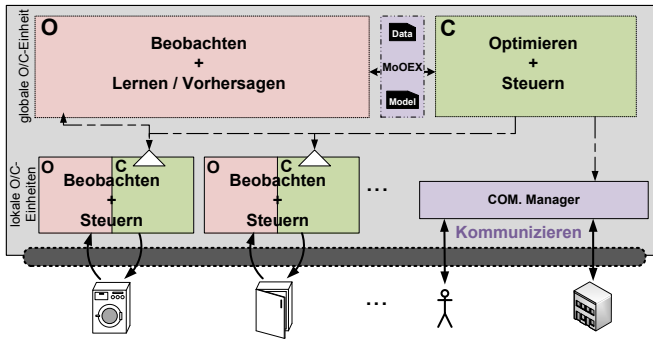 globale O/C-Einheit
O
Beobachten
+
Lernen / Vorhersagen
Data
MoOEX
Model
C
Optimieren
+
Steuern
lokale O/C-
Einheiten
O
C
Beobachten
+
Steuern
O
C
Beobachten
+
Steuern
...
COM. Manager
Kommunizieren
...